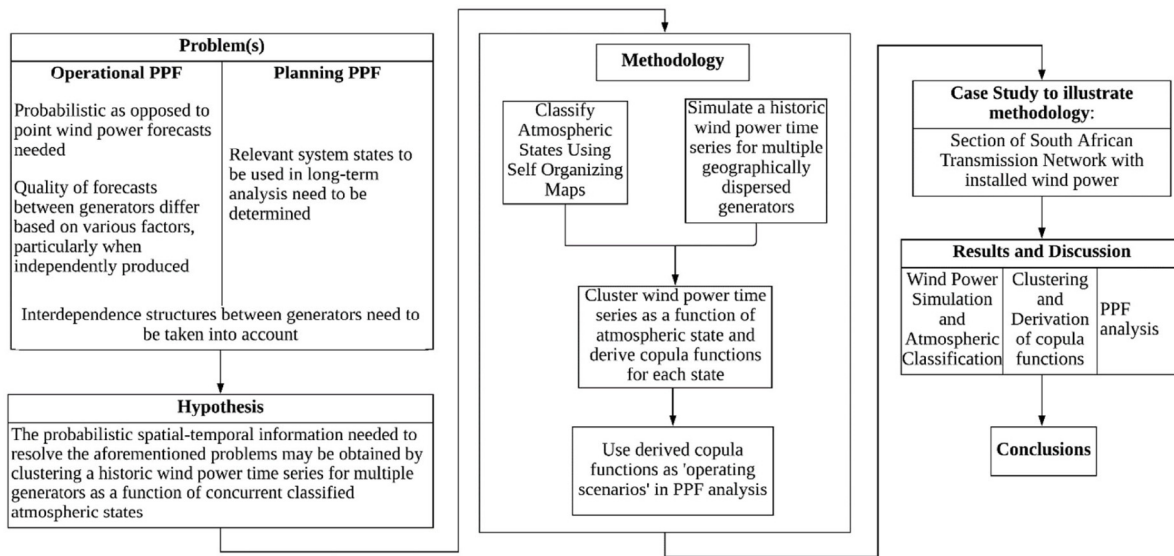 Problem(s)
Operational PPF
Probabilistic as opposed to
point wind power forecasts
needed
Quality of forecasts
between generators differ
based on various factors,
particularly when
independently produced
Planning PPF
Relevant system states to
be used in long-term
analysis need to be
determined
Interdependence structures between generators need to
be taken into account
Hypothesis
The probabilistic spatial-temporal information needed to
resolve the aforementioned problems may be obtained by
clustering a historic wind power time series for multiple
generators as a function of concurrent classified
atmospheric states
Methodology
Classify
Atmospheric
States Using
Self Organizing
Maps
Simulate a
historic wind
power time
series for multiple
geographically
dispersed
generators
Cluster wind power time
series as a function of
atmospheric state and
derive copula functions
for each state
Use derived copula
functions as 'operating
scenarios' in PPF analysis
Case Study to illustrate
methodology:
Section of South African
Transmission Network with
installed wind power
Results and Discussion
Wind Power
Simulation
and
Atmospheric
Classification
Clustering
and
Derivation
of copula
functions
PPF
analysis
Conclusions